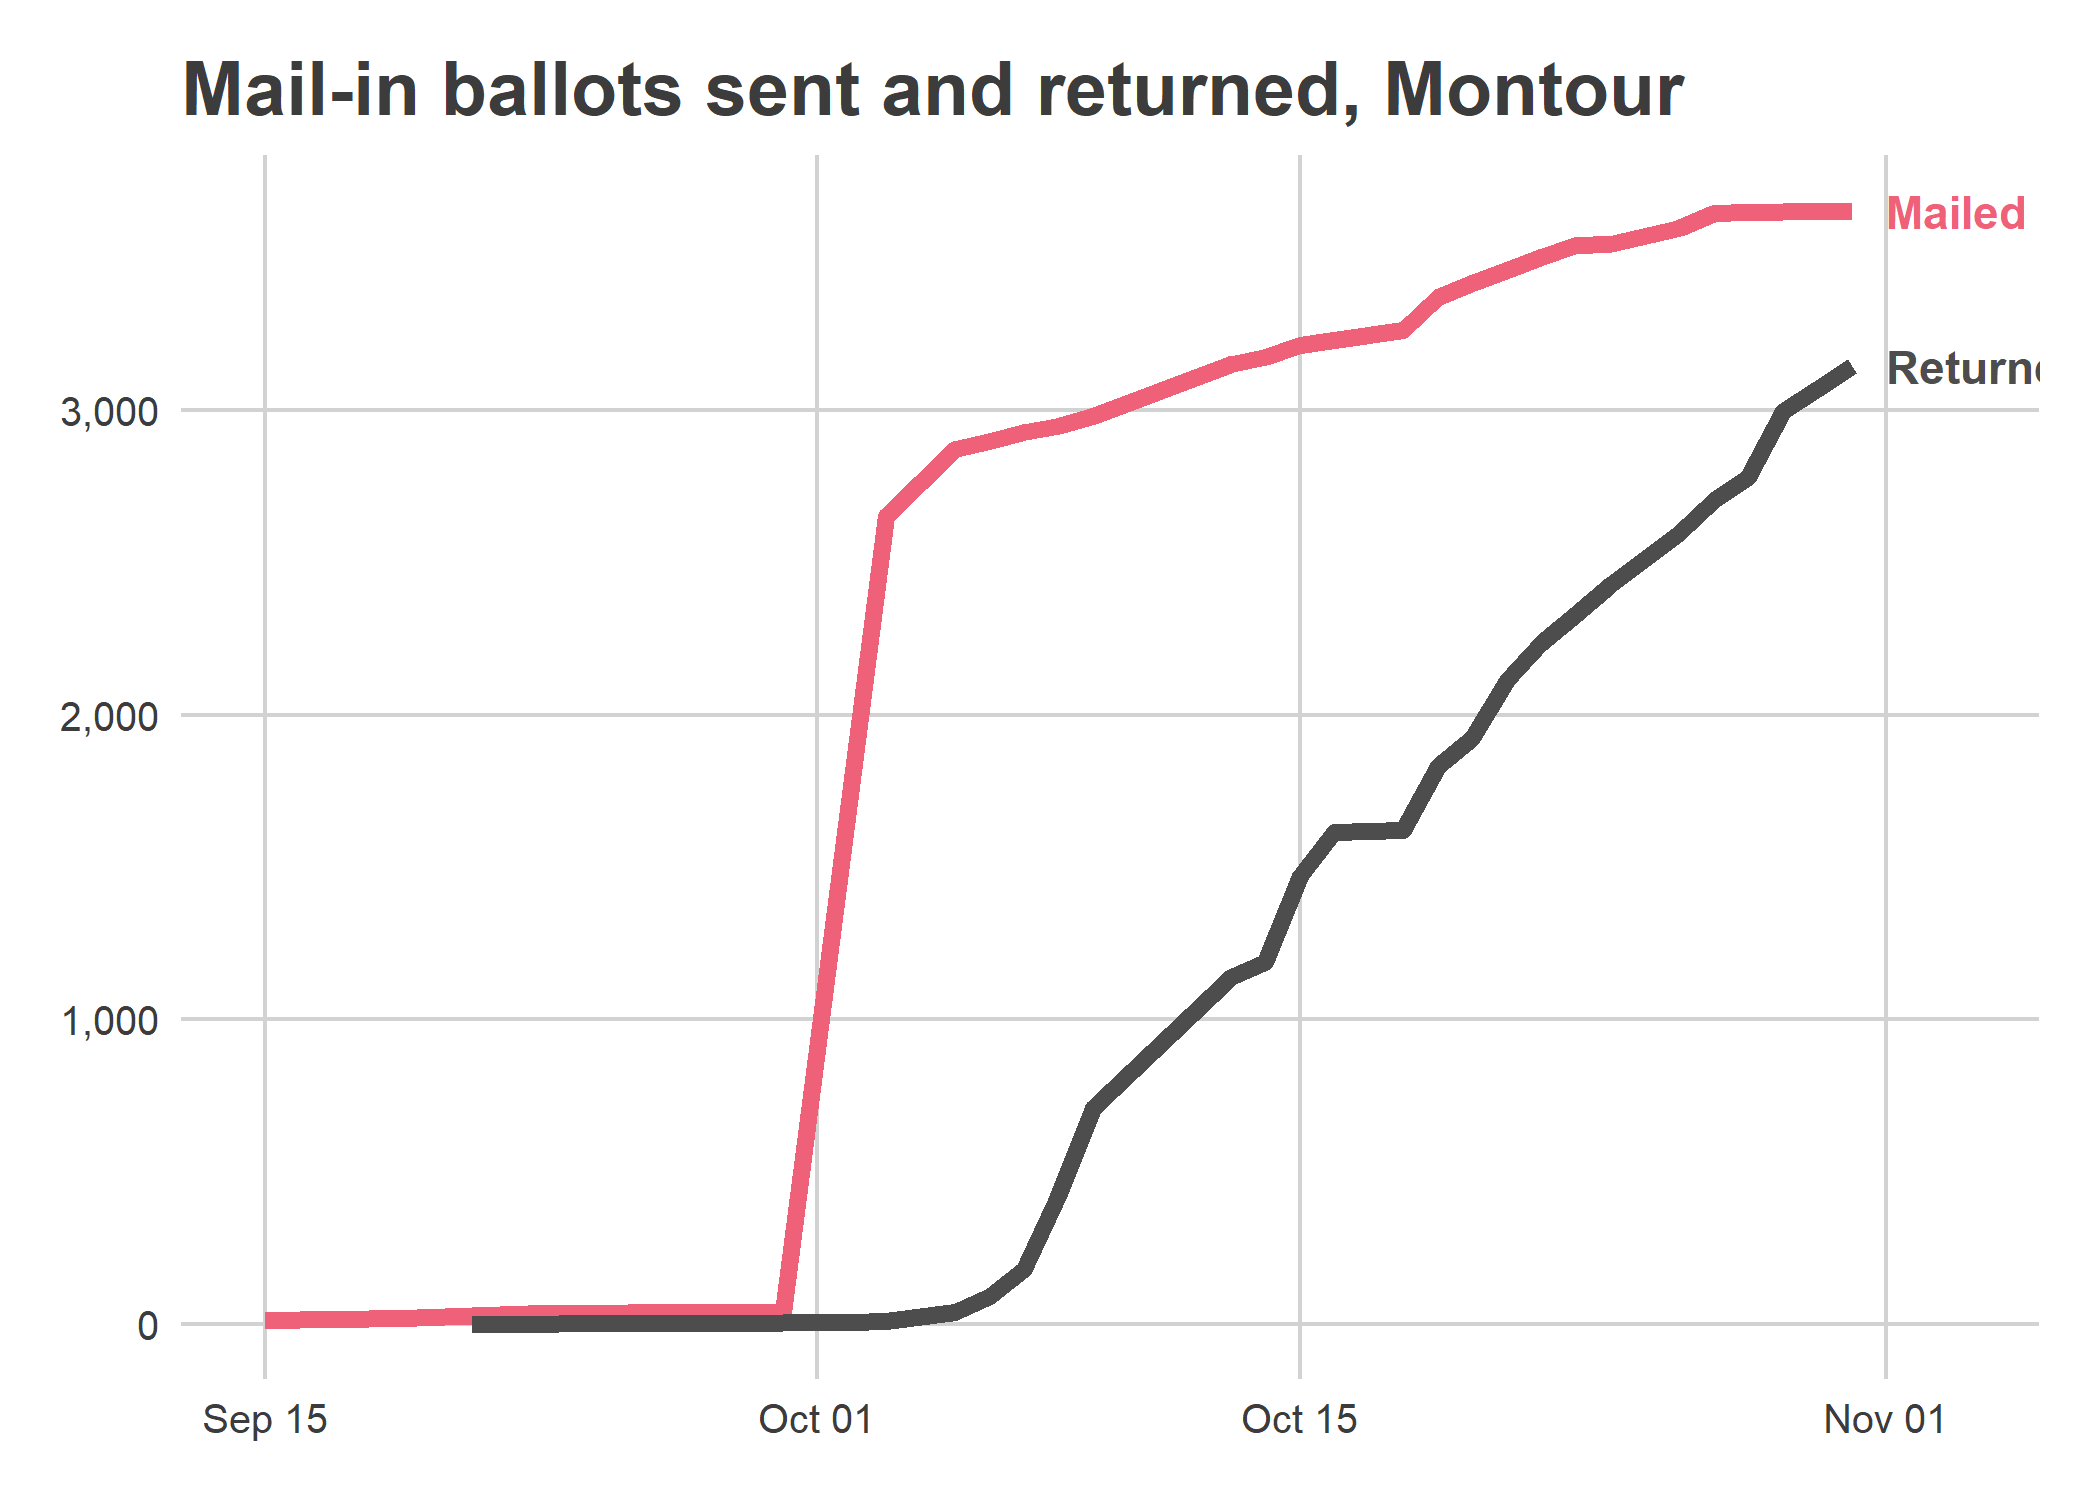 Mail-in ballots sent and returned, Montour
Mailed
Returne
3,000
2,000
1,000
0
Sep 15 Oct 01 Oct 15 Nov 01